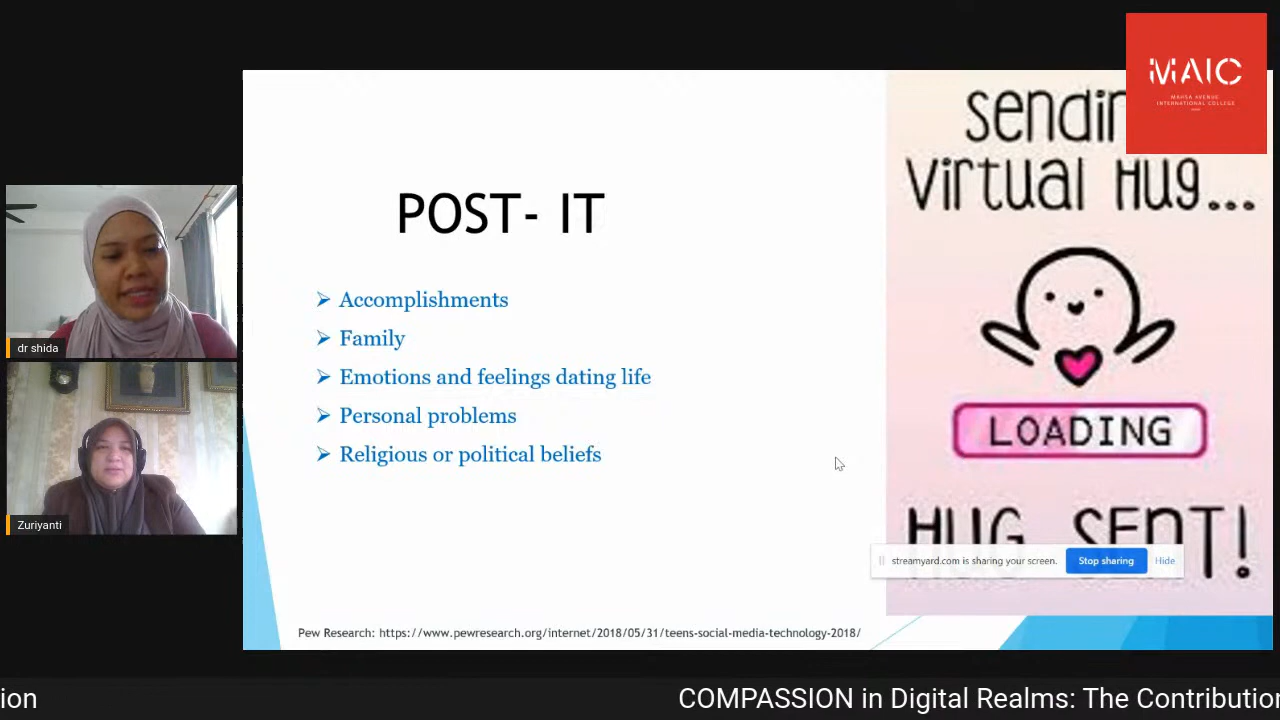 MAIC
MAHSA AVENUE
INTERNATIONAL COLLEGE
Sendin
Virtual Hug...
POST- IT
Accomplishments
Family
Emotions and feelings dating life
Personal problems
Religious or political beliefs
LOADING
HUG SENT!
streamyard.com is sharing your screen.
Stop sharing
Hide
dr shida
Zuriyanti
Pew Research: https://www.pewresearch.org/internet/2018/05/31/teens-social-media-technology-2018/
ion
COMPASSION in Digital Realms: The Contribution